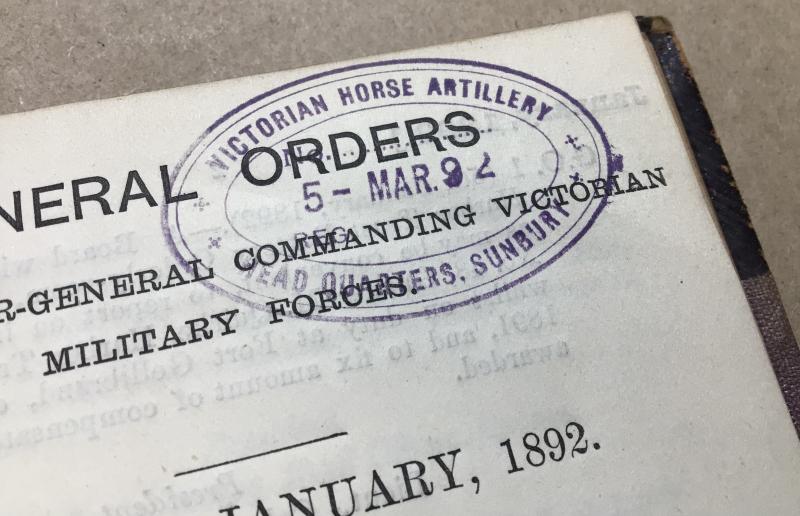 NERAL ORDERS
R-GENERAL COMMANDING VICTORIAN
MILITARY FORCES.
JANUARY, 1892.
VICTORIAN HORSE ARTILLERY
No.
5- MAR.92
REG
HEAD QUARTERS, SUNBURY